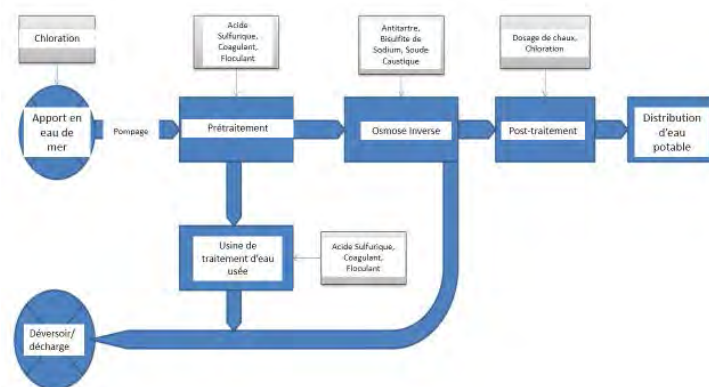 Chloration
Acide
Sulfurique,
Coagulant,
Floculant
Antitartre,
Bisulfite de
Sodium, Soude
Caustique
Dosage de chaux,
Chloration
Apport en
eau de
mer
Pompage
Prétraitement
Osmose Inverse
Post-traitement
Distribution
d'eau
potable
Usine de
traitement d'eau
usée
Acide Sulfurique,
Coagulant,
Floculant
Déversoir/
décharge